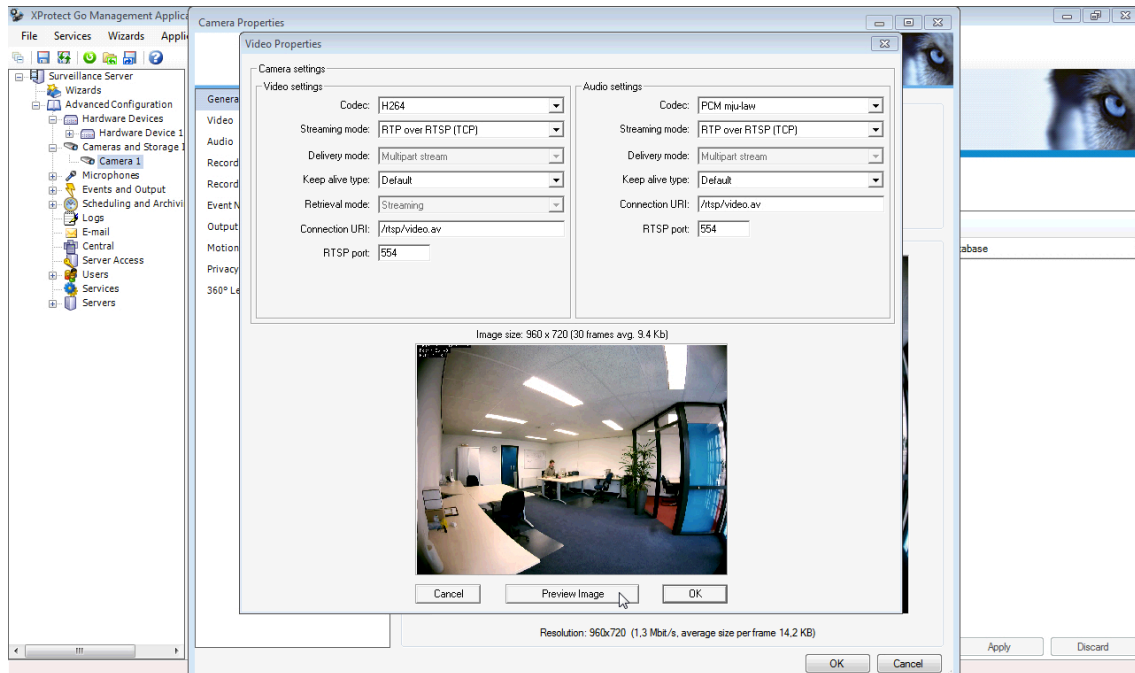 XProtect Go Management Applica
File Services Wizards Appli
Surveillance Server
Wizards
Advanced Configuration
Hardware Devices
Hardware Device 1
Cameras and Storage I
Camera 1
Microphones
Events and Output
Scheduling and Archivi
Logs
E-mail
Central
Server Access
Users
Services
Servers
Camera Properties
Genera
Video
Audio
Record
Record
Event N
Output
Motion
Privacy
360° Le
Video Properties
Camera settings
Video settings
Codec: H264
Streaming mode: RTP over RTSP (TCP)
Delivery mode: Multipart stream
Keep alive type: Default
Retrieval mode: Streaming
Connection URI: /rtsp/video.av
RTSP port: 554
Audio settings
Codec: PCM mju-law
Streaming mode: RTP over RTSP (TCP)
Delivery mode: Multipart stream
Keep alive type: Default
Connection URI: /rtsp/video.av
RTSP port: 554
Image size: 960 x 720 (30 frames avg. 9.4 Kb)
Cancel
Preview Image
OK
Resolution: 960x720 (1,3 Mbit/s, average size per frame 14,2 KB)
OK
Cancel
tabase
Apply
Discard